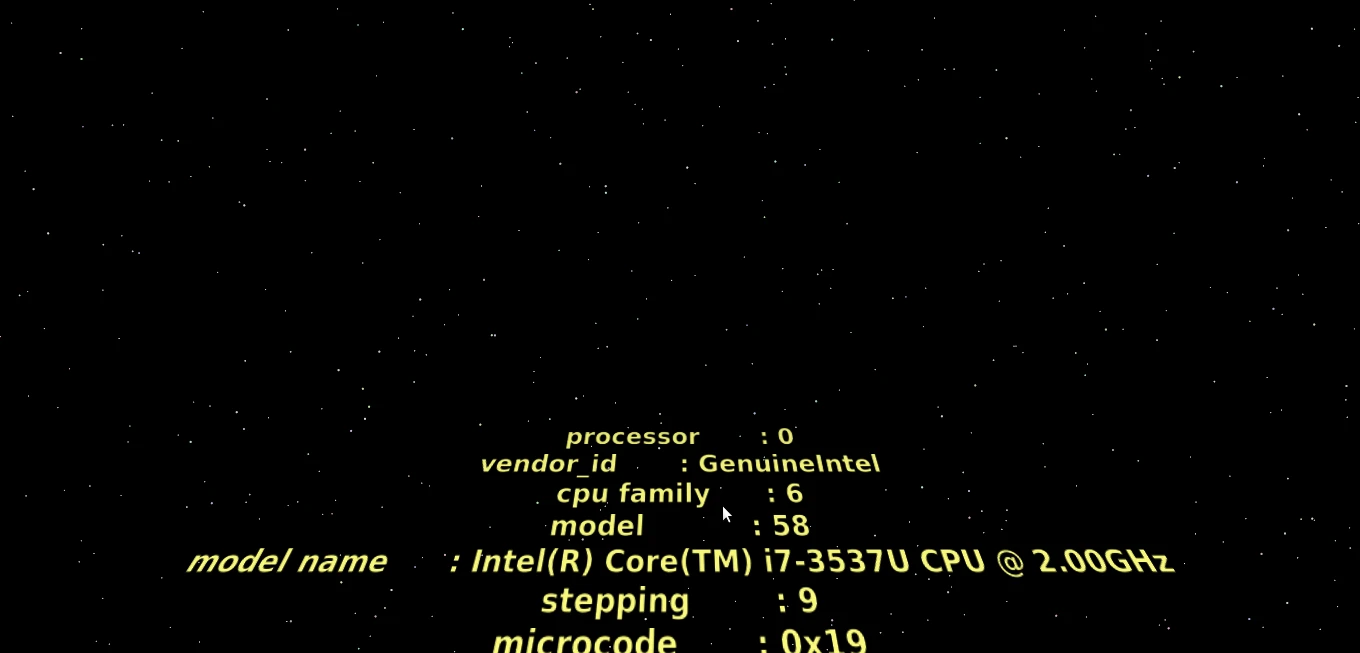 processor : 0
vendor_id : GenuineIntel
cpu family : 6
model : 58
model name : Intel(R) Core(TM) i7-3537U CPU @ 2.00GHz
stepping : 9
microcode : 0x19